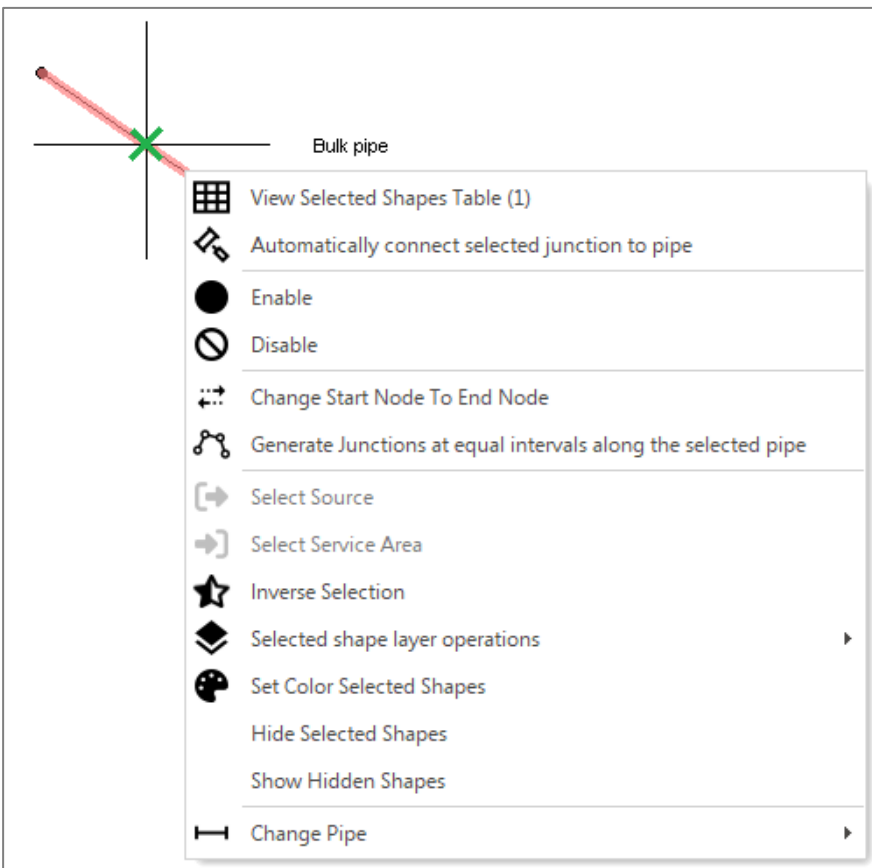 Bulk pipe
View Selected Shapes Table (1)
Automatically connect selected junction to pipe
Enable
Disable
Change Start Node To End Node
Generate Junctions at equal intervals along the selected pipe
Select Source
Select Service Area
Inverse Selection
Selected shape layer operations
Set Color Selected Shapes
Hide Selected Shapes
Show Hidden Shapes
Change Pipe